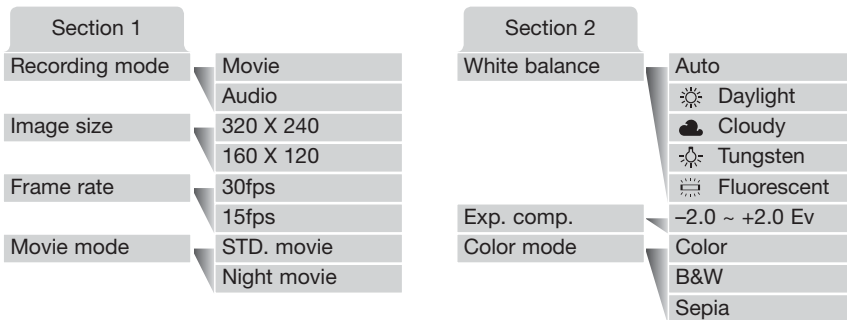 Section 1
Recording mode
Movie
Audio
Image size
320 X 240
160 X 120
Frame rate
30fps
15fps
Movie mode
STD. movie
Night movie
Section 2
White balance
Auto
Daylight
Cloudy
Tungsten
Fluorescent
Exp. comp.
–2.0 ~ +2.0 Ev
Color mode
Color
B&W
Sepia